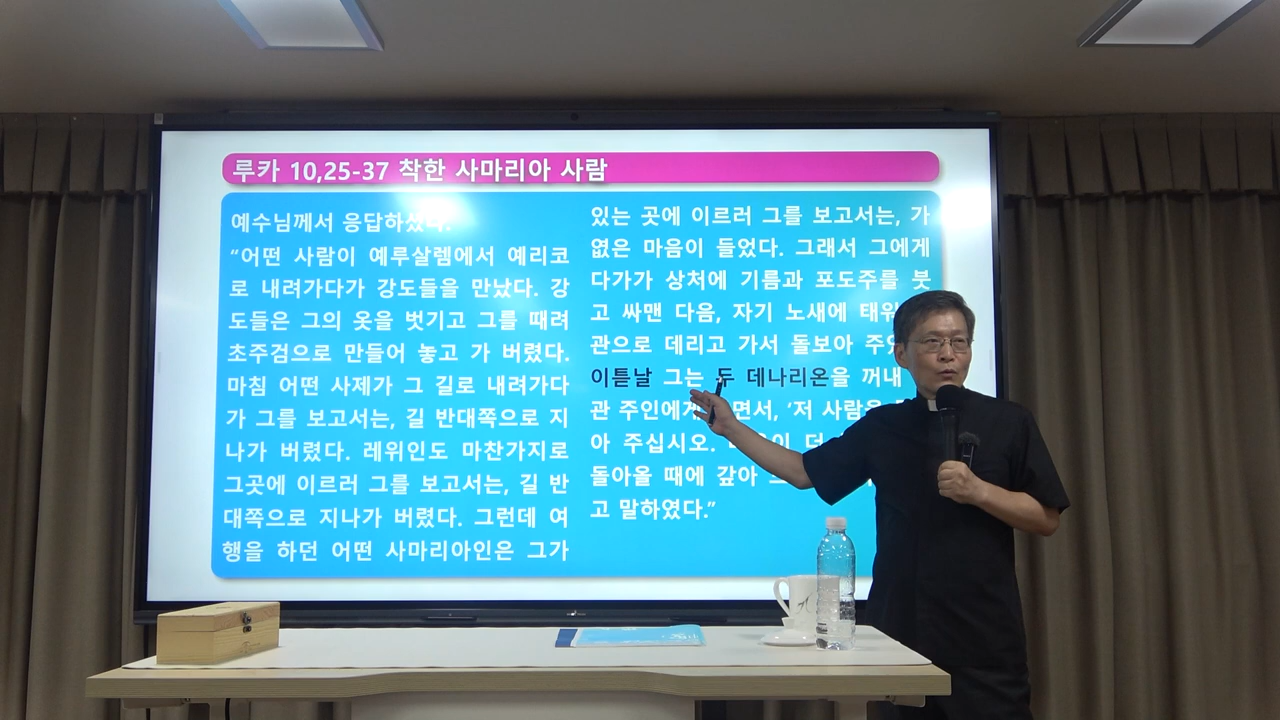 루카 10,25-37 착한 사마리아 사람
예수님께서 응답하셨다.
“어떤 사람이 예루살렘에서 예리코
로 내려가다가 강도들을 만났다. 강
도들은 그의 옷을 벗기고 그를 때려
초주검으로 만들어 놓고 가 버렸다.
마침 어떤 사제가 그 길로 내려가다
가 그를 보고서는, 길 반대쪽으로 지
나가 버렸다. 레위인도 마찬가지로
그곳에 이르러 그를 보고서는, 길 반
대쪽으로 지나가 버렸다. 그런데 여
행을 하던 어떤 사마리아인은 그가
있는 곳에 이르러 그를 보고서는, 가
엾은 마음이 들었다. 그래서 그에게
다가가 상처에 기름과 포도주를 붓
고 싸맨 다음, 자기 노새에 태워
관으로 데리고 가서 돌보아
이튿날 그는 두 데나리온을 꺼내
관 주인에게 면서, ‘저 사람을
아 주십시오. 더
돌아올 때에 갚아
고 말하였다.”